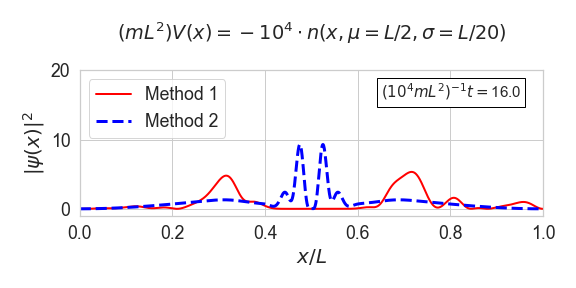 (mL²)V(x) = −10⁴ · n(x, μ = L/2, σ = L/20)
20
10
0
|ψ(x)|²
Method 1
Method 2
(10⁴mL²)⁻¹t = 16.0
0.0 0.2 0.4 0.6 0.8 1.0
x/L